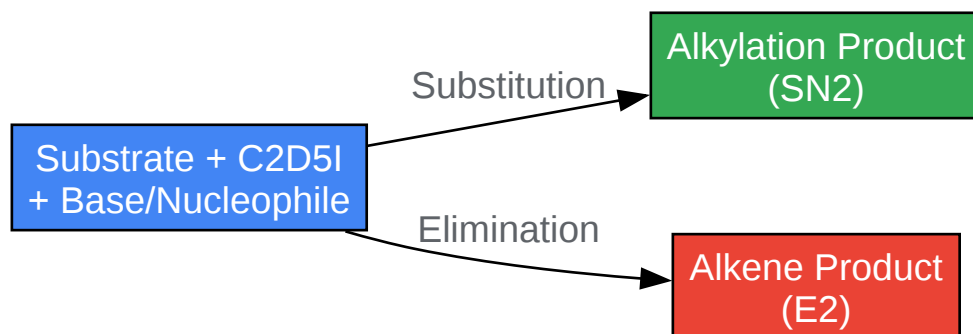 Alkylation Product
(SN2)
Substitution
Substrate + C2D5I
+ Base/Nucleophile
Elimination
Alkene Product
(E2)